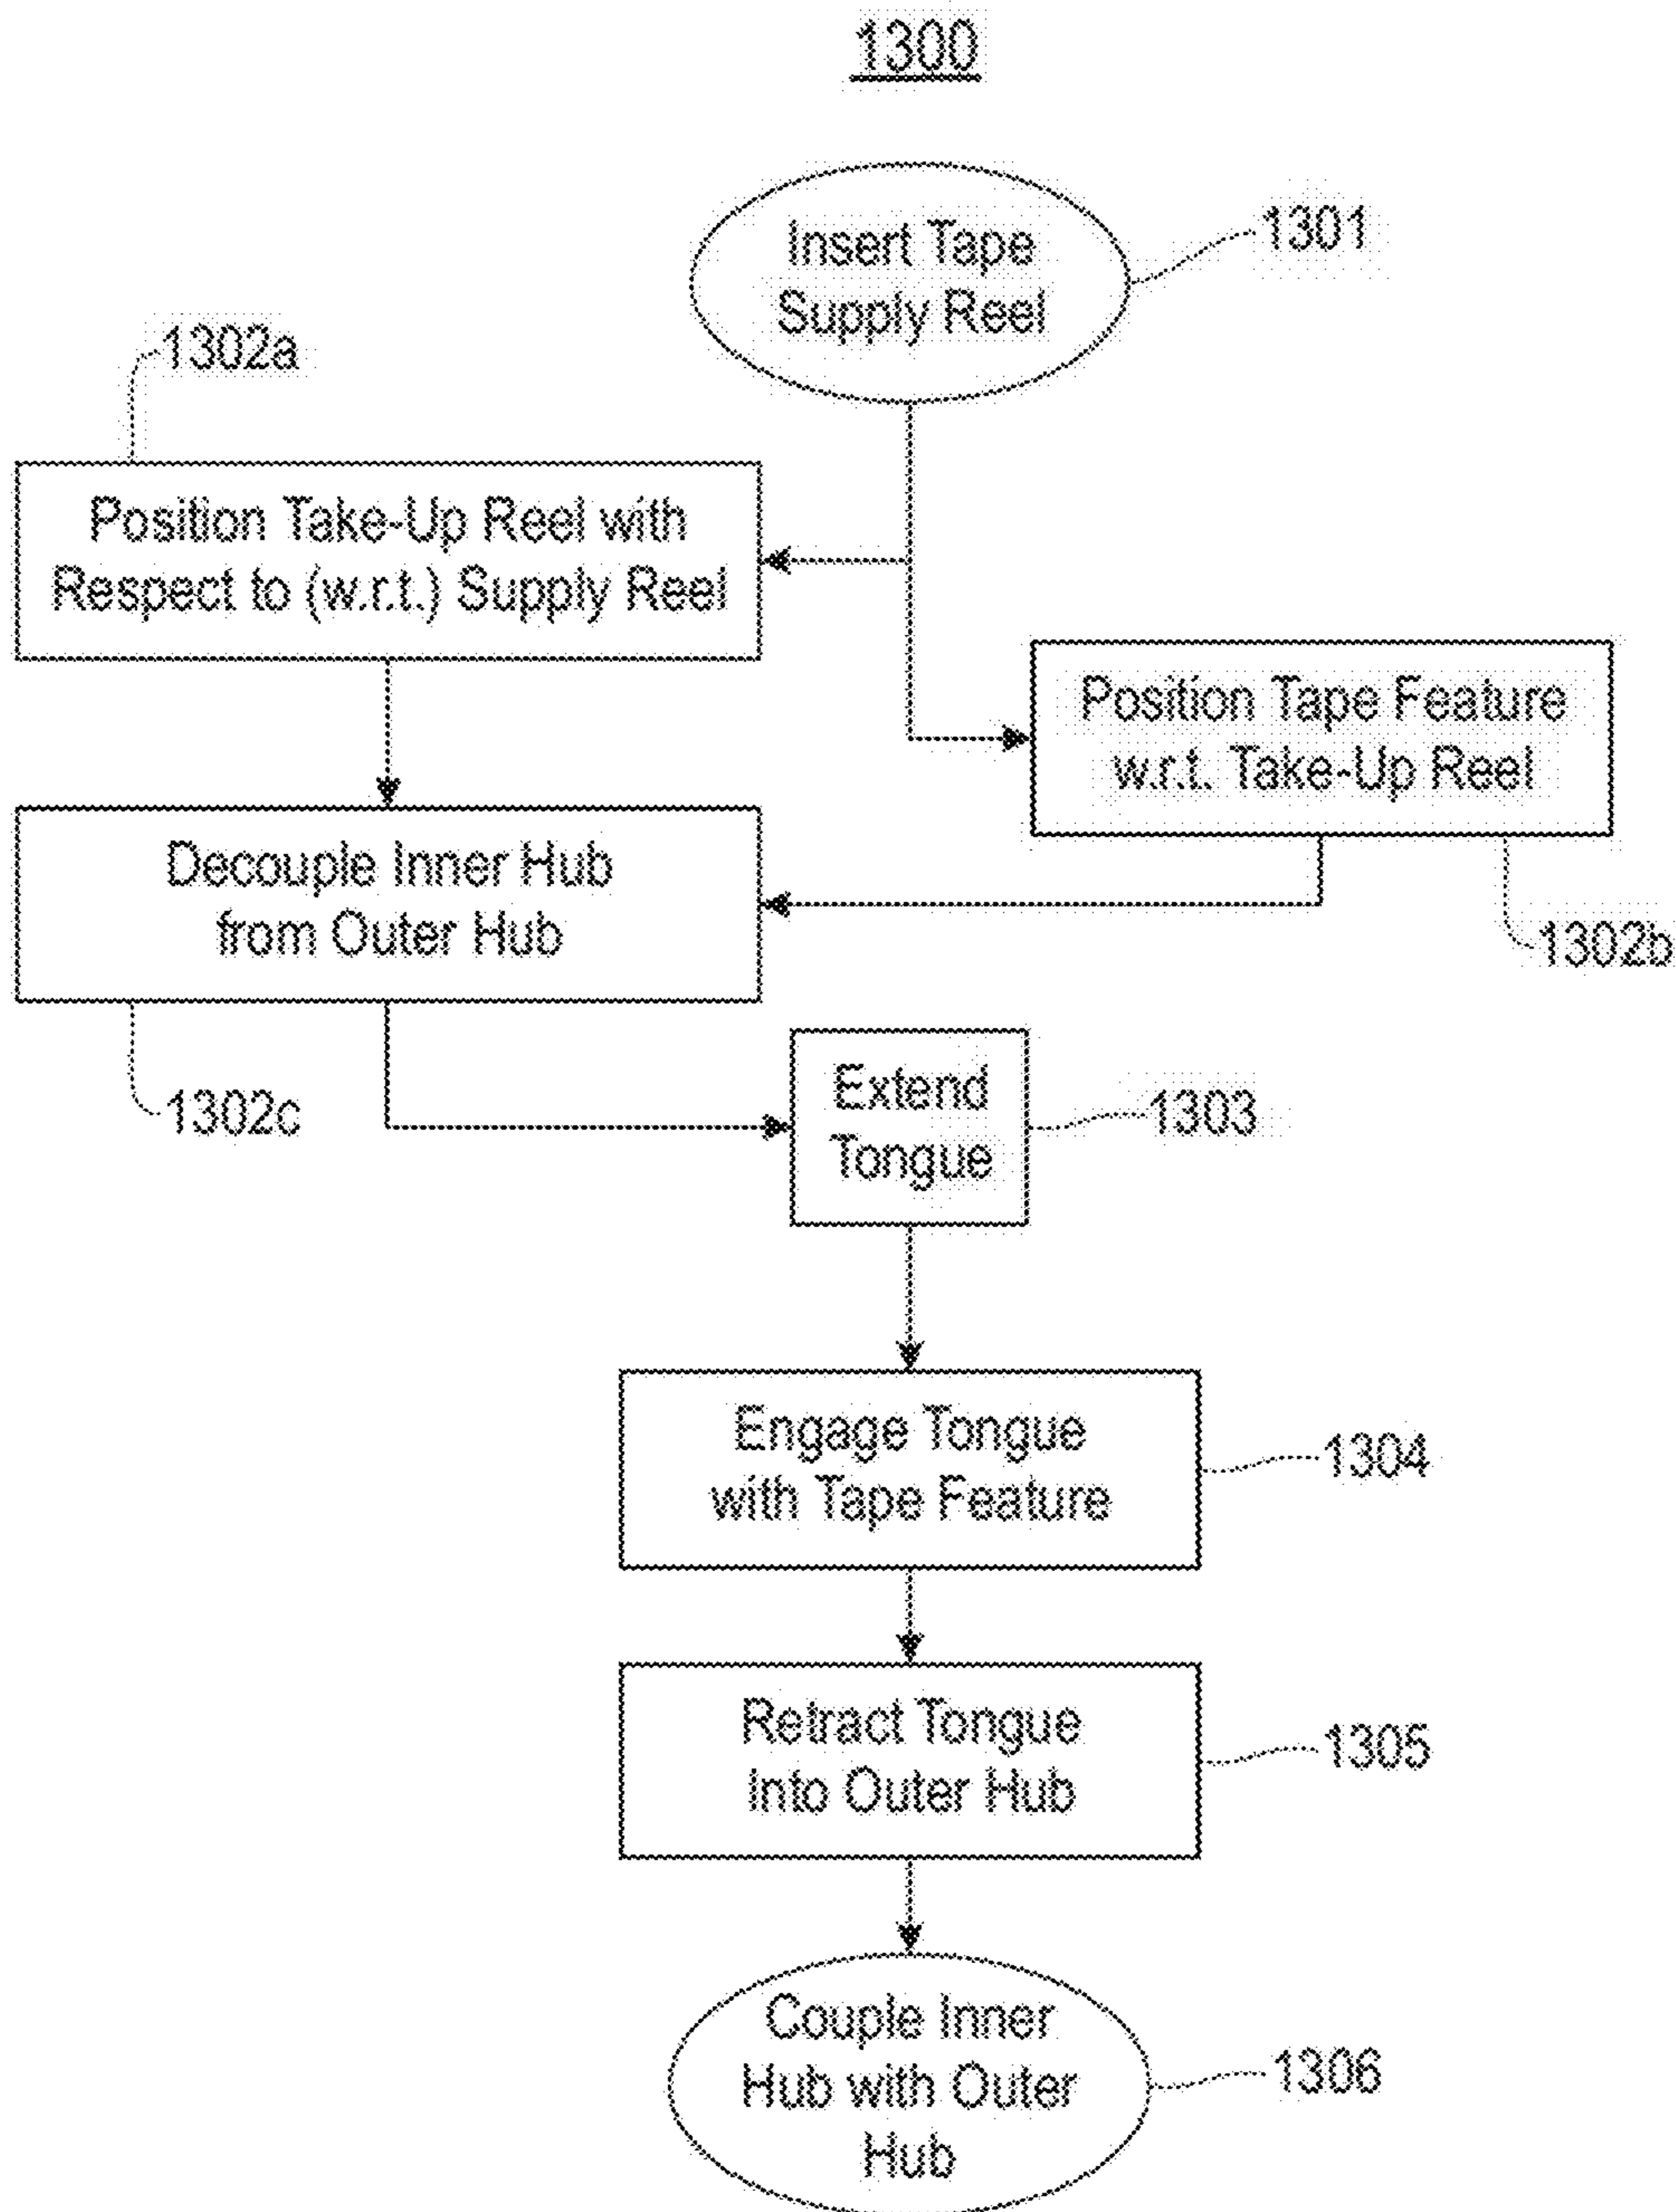 1300
Insert Tape
Supply Reel
1301
1302a
Position Take-Up Reel with
Respect to (w.r.t.) Supply Reel
Position Tape Feature
w.r.t. Take-Up Reel
1302b
Decouple Inner Hub
from Outer Hub
1302c
Extend
Tongue
1303
Engage Tongue
with Tape Feature
1304
Retract Tongue
Into Outer Hub
1305
Couple Inner
Hub with Outer
Hub
1306